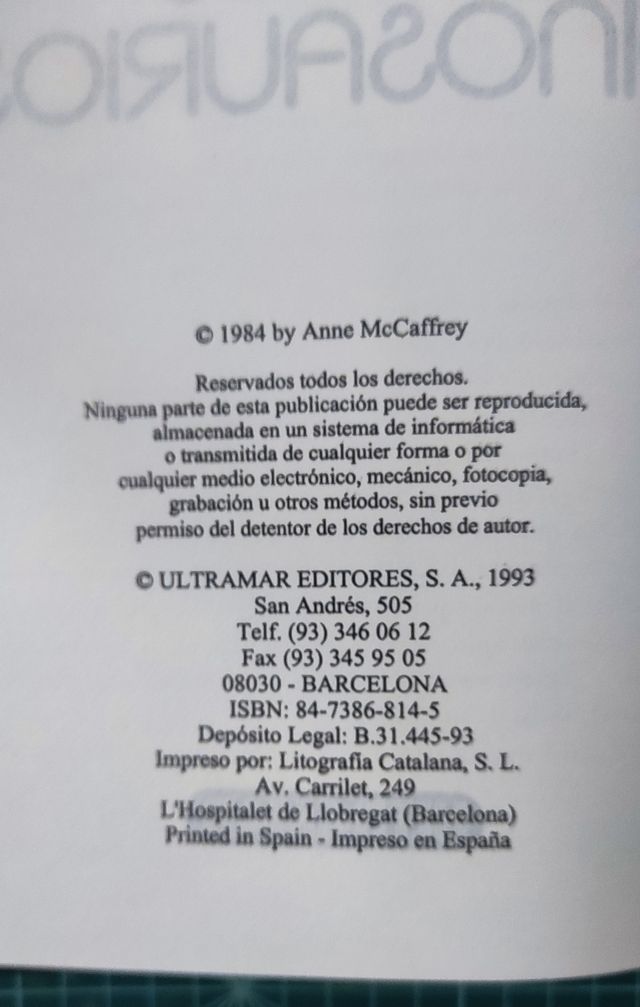 INOSAURIOS
© 1984 by Anne McCaffrey
Reservados todos los derechos.
Ninguna parte de esta publicación puede ser reproducida,
almacenada en un sistema de informática
o transmitida de cualquier forma o por
cualquier medio electrónico, mecánico, fotocopia,
grabación u otros métodos, sin previo
permiso del detentor de los derechos de autor.
© ULTRAMAR EDITORES, S. A., 1993
San Andrés, 505
Telf. (93) 346 06 12
Fax (93) 345 95 05
08030 - BARCELONA
ISBN: 84-7386-814-5
Depósito Legal: B.31.445-93
Impreso por: Litografía Catalana, S. L.
Av. Carrilet, 249
L'Hospitalet de Llobregat (Barcelona)
Printed in Spain - Impreso en España